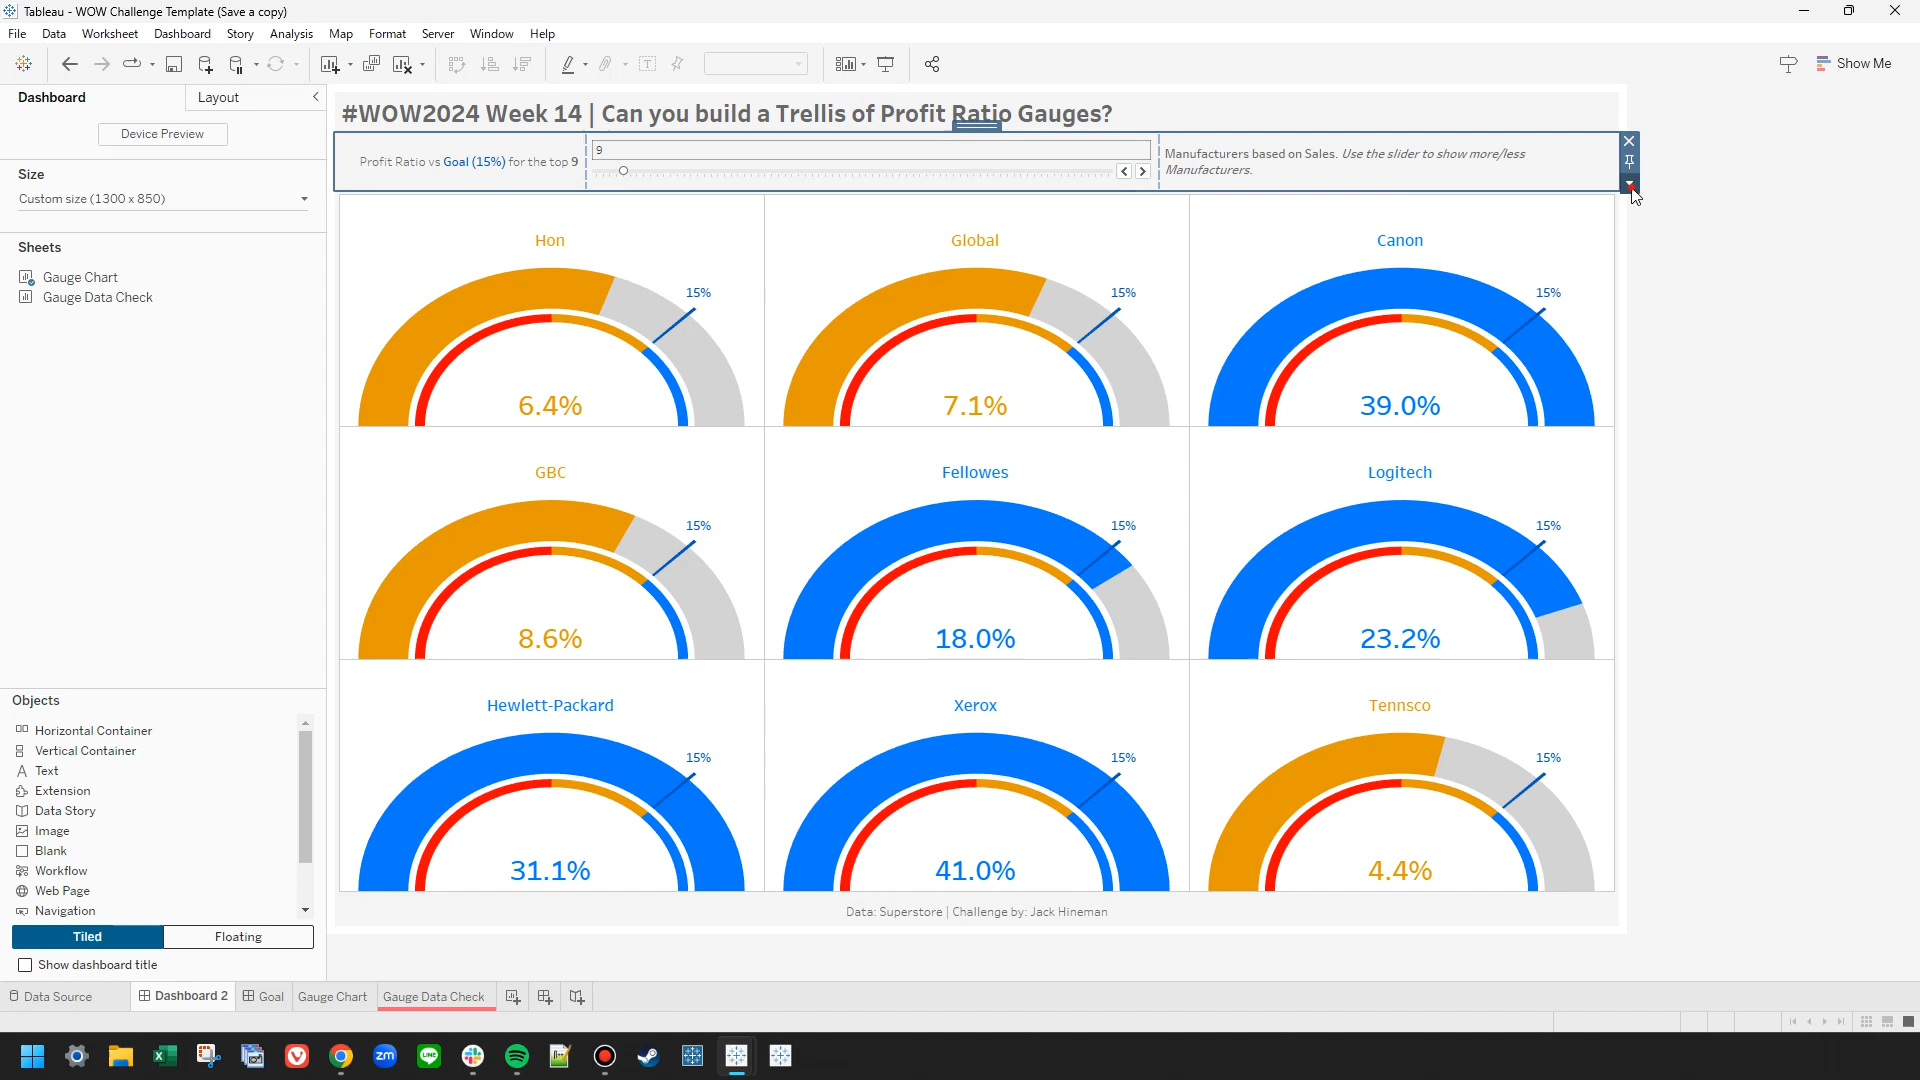 Tableau - WOW Challenge Template (Save a copy)
File Data Worksheet Dashboard Story Analysis Map Format Server Window Help
Show Me
Dashboard Layout
Device Preview
Size
Custom size (1300 x 850)
Sheets
Gauge Chart
Gauge Data Check
#WOW2024 Week 14 | Can you build a Trellis of Profit Ratio Gauges?
Profit Ratio vs Goal (15%) for the top 9
9
Manufacturers based on Sales. Use the slider to show more/less
Manufacturers.
Hon Global Canon
15% 15% 15%
6.4% 7.1% 39.0%
GBC Fellowes Logitech
15% 15% 15%
8.6% 18.0% 23.2%
Hewlett-Packard Xerox Tennsco
15% 15% 15%
31.1% 41.0% 4.4%
Data: Superstore | Challenge by: Jack Hineman
Objects
Horizontal Container
Vertical Container
A Text
Extension
Data Story
Image
Blank
Workflow
Web Page
Navigation
Tiled Floating
Show dashboard title
Data Source Dashboard 2 Goal Gauge Chart Gauge Data Check
zm
LINE